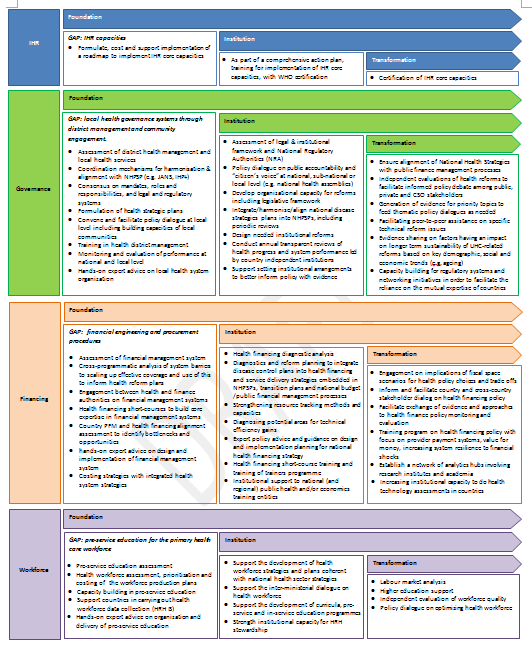 IHR
Foundation
GAP: IHR capacities
Formulate, cost and support implementation of
a roadmap to implement IHR core capacities
Institution
As part of a comprehensive action plan,
training for implementation of IHR core
capacities, with WHO certification
Transformation
Certification of IHR core capacities
Governance
Foundation
GAP: local health governance systems through
district management and community
engagement.
Assessment of district health management and
local health services
Coordination mechanisms for harmonisation &
alignment with NHPSP (e.g. JANS, IHP+)
Consensus on mandates, roles and
responsibilities, and legal and regulatory
systems
Formulation of health strategic plans
Convene and facilitate policy dialogue at local
level including building capacities of local
communities
Training in health district management
Monitoring and evaluation of performance at
national and local level
Hands-on expert advice on local health system
organisation
Institution
Assessment of legal & institutional
framework and National Regulatory
Authorities (NRA)
Policy dialogue on public accountability and
"citizen's voice" at national, sub-national or
local level (e.g. national health assemblies)
Develop organizational capacity for reforms
including legislative framework
Integrate/harmonise/align national disease
strategies plans into NHPSPs, including
periodic reviews
Design needed institutional reforms
Conduct annual transparent reviews of
health progress and system performance led
by country independent institutions
Support setting institutional arrangements
to better inform policy with evidence
Transformation
Ensure alignment of National Health Strategies
with public finance management processes
Independent evaluations of health reforms to
facilitate informed policy debate among public,
private and CSO stakeholders
Generation of evidence for priority topics to
feed thematic policy dialogues as needed
Facilitating peer-to-peer assistance on specific
technical reform issues
Evidence sharing on factors having an impact
on longer term sustainability of UHC-related
reforms based on key demographic, social and
economic trends (e.g. ageing)
Capacity building for regulatory systems and
networking initiatives in order to facilitate the
reliance on the mutual expertise of countries
Financing
Foundation
GAP: financial engineering and procurement
procedures
Assessment of financial management system
Cross-programmatic analysis of system barriers
to scaling up effective coverage and use of this
to inform health reform plans
Engagement between health and finance
authorities on financial management systems
Health financing short-courses to build core
expertise in financial management systems
Country PFM and health financing alignment
assessment to identify bottlenecks and
opportunities
hands-on expert advice on design and
implementation of financial management
system
Costing strategies with integrated health
system strategies
Institution
Health financing diagnostic analysis
Diagnostics and reform planning to integrate
disease control plans into health financing
and service delivery strategies embedded in
NHPSPs, transition plans and national budget
/public financial management processes
Strengthening resource tracking methods and
capacities
Diagnosing potential areas for technical
efficiency gains
Expert policy advice and guidance on design
and implementation planning for national
health financing strategy
Health financing short-course training and
training of trainers programme
Institutional support to national (and
regional) public health and/or economics
training entities
Transformation
Engagement on implications of fiscal space
scenarios for health policy choices and trade offs
Inform and facilitate country and cross-country
stakeholder dialog on health financing policy
Facilitate exchange of evidence and approaches
to health finance policy monitoring and
evaluation
Training program on health financing policy with
focus on provider payment systems, value for
money, increasing system resilience to financial
shocks
Establish a network of analytics hubs involving
research institutes and academia
Increasing institutional capacity to do health
technology assessments in countries
Workforce
Foundation
GAP: pre-service education for the primary health
care workforce
Pre-service education assessment
Health workforce assessment, prioritization and
costing of the workforce production plans
Capacity building in pre-service education
Support countries in carrying out health
workforce data collection (HRHIS)
Hands-on expert advice on organisation and
delivery of pre-service education
Institution
Support the development of health
workforce strategies and plans coherent
with national health sector strategies
Support the inter-ministerial dialogue on
health workforce
Support the development of curricula, pre-
service and in-service education programmes
Strength institutional capacity for HRH
stewardship
Transformation
Labour market analysis
Higher education support
Independent evaluation of workforce quality
Policy dialogue on optimising health workforce